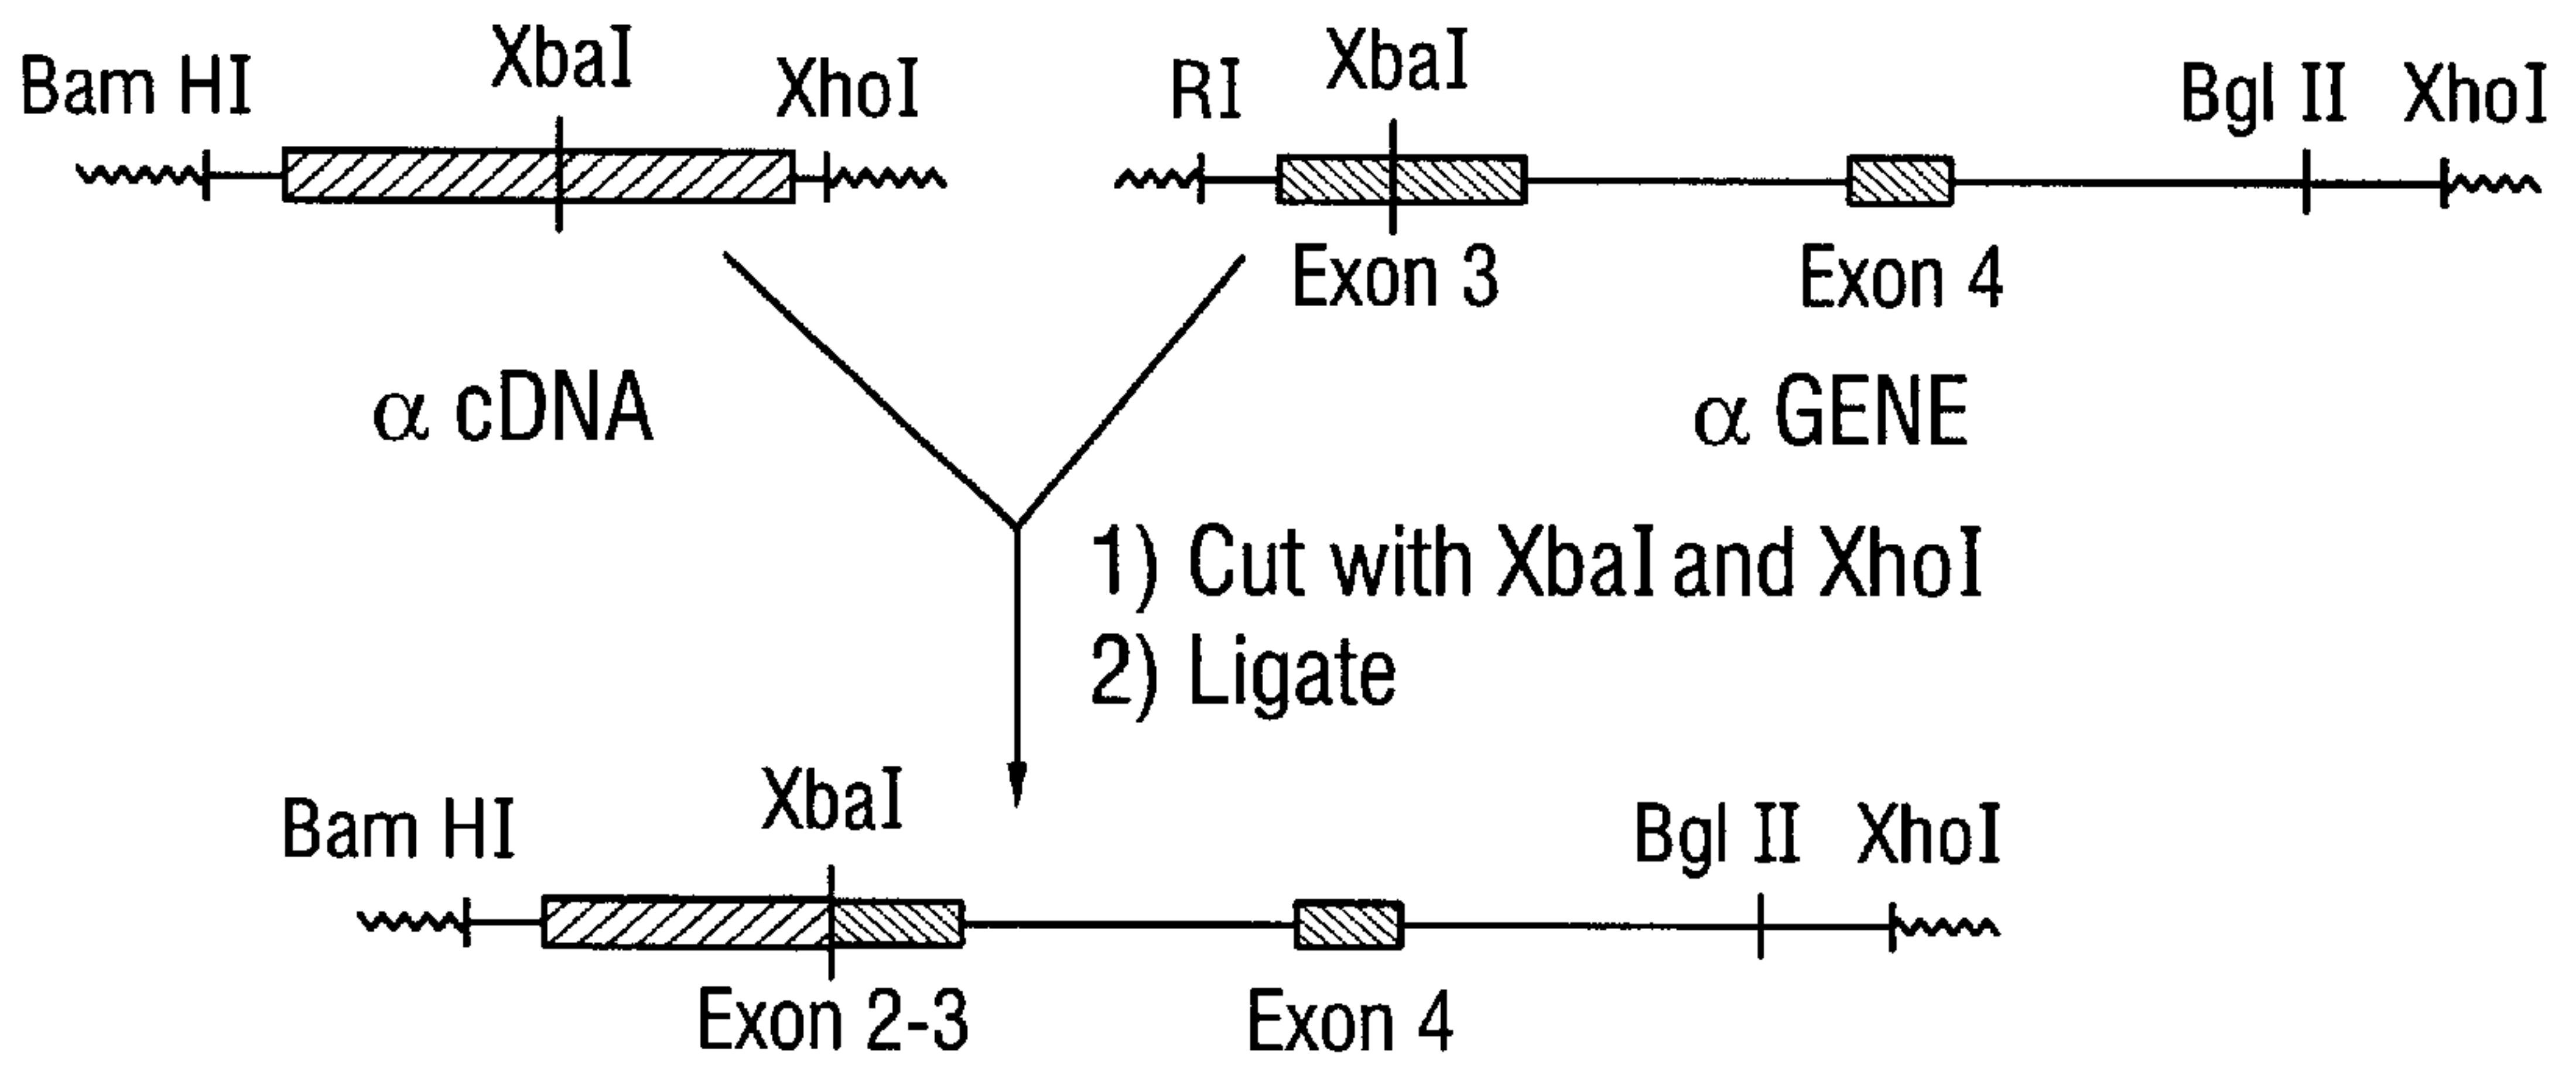 Bam HI XbaI XhoI RI XbaI Bgl II XhoI
Exon 3 Exon 4
α cDNA α GENE
1) Cut with XbaI and XhoI
2) Ligate
Bam HI XbaI Bgl II XhoI
Exon 2-3 Exon 4